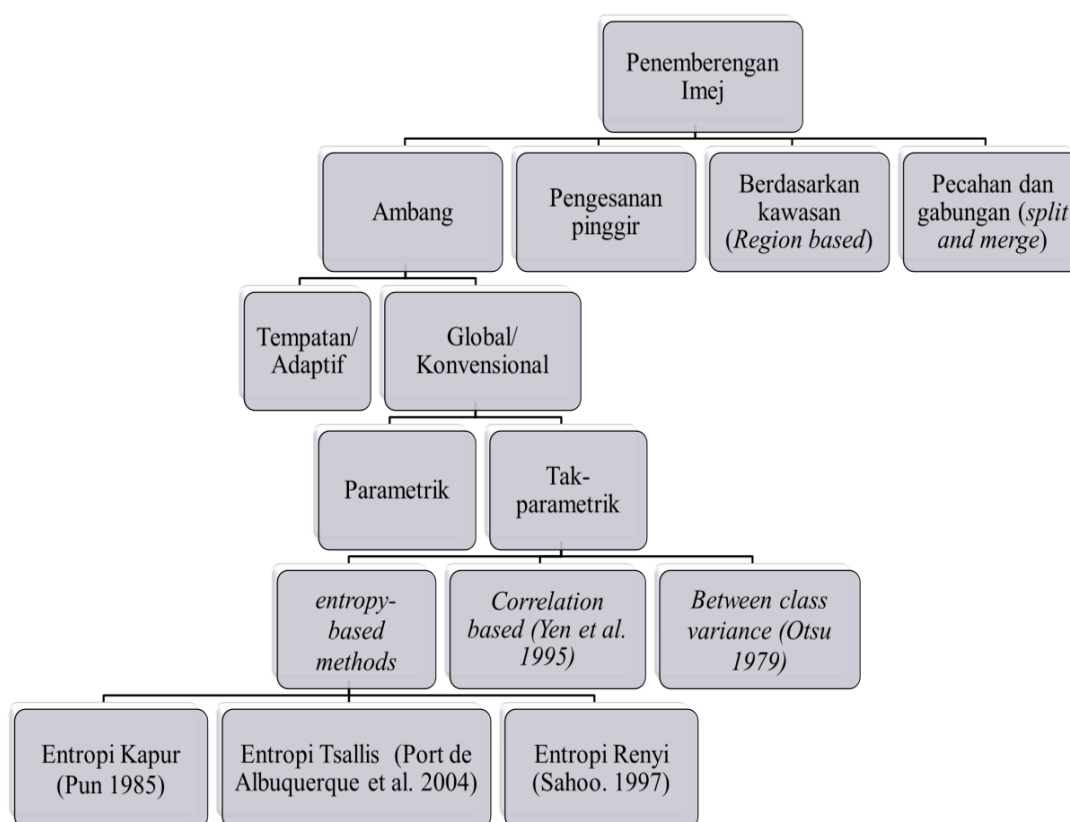 Penemberengan
Imej
Ambang
Pengesanan
pinggir
Berdasarkan
kawasan
(Region based)
Pecahan dan
gabungan (split
and merge)
Tempatan/
Adaptif
Global/
Konvensional
Parametrik
Tak-
parametrik
entropy-
based
methods
Correlation
based (Yen et al.
1995)
Between class
variance (Otsu
1979)
Entropi Kapur
(Pun 1985)
Entropi Tsallis (Port de
Albuquerque et al. 2004)
Entropi Renyi
(Sahoo. 1997)